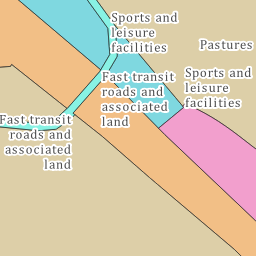 Sports and
leisure
facilities
Pastures
Fast transit
roads and
associated
land
Sports and
leisure
facilities
Fast transit
roads and
associated
land